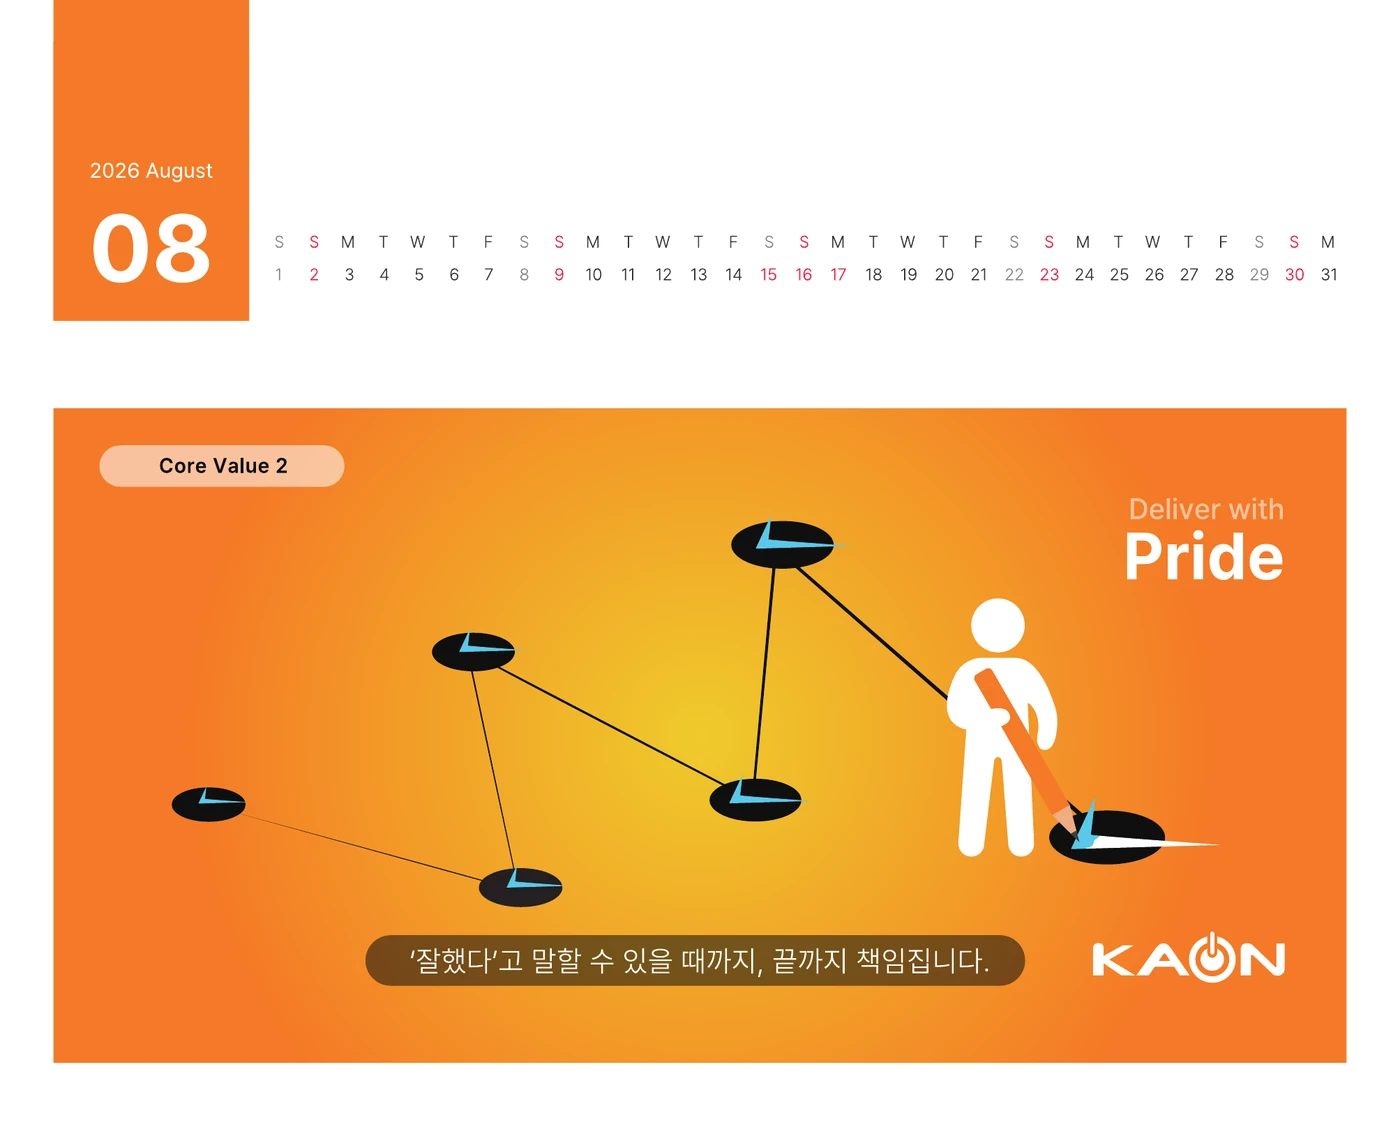 2026 August
08
S S M T W T F S S M T W T F S S M T W T F S S M T W T F S S M
1 2 3 4 5 6 7 8 9 10 11 12 13 14 15 16 17 18 19 20 21 22 23 24 25 26 27 28 29 30 31
Core Value 2
Deliver with
Pride
‘잘했다’고 말할 수 있을 때까지, 끝까지 책임집니다.
KAON